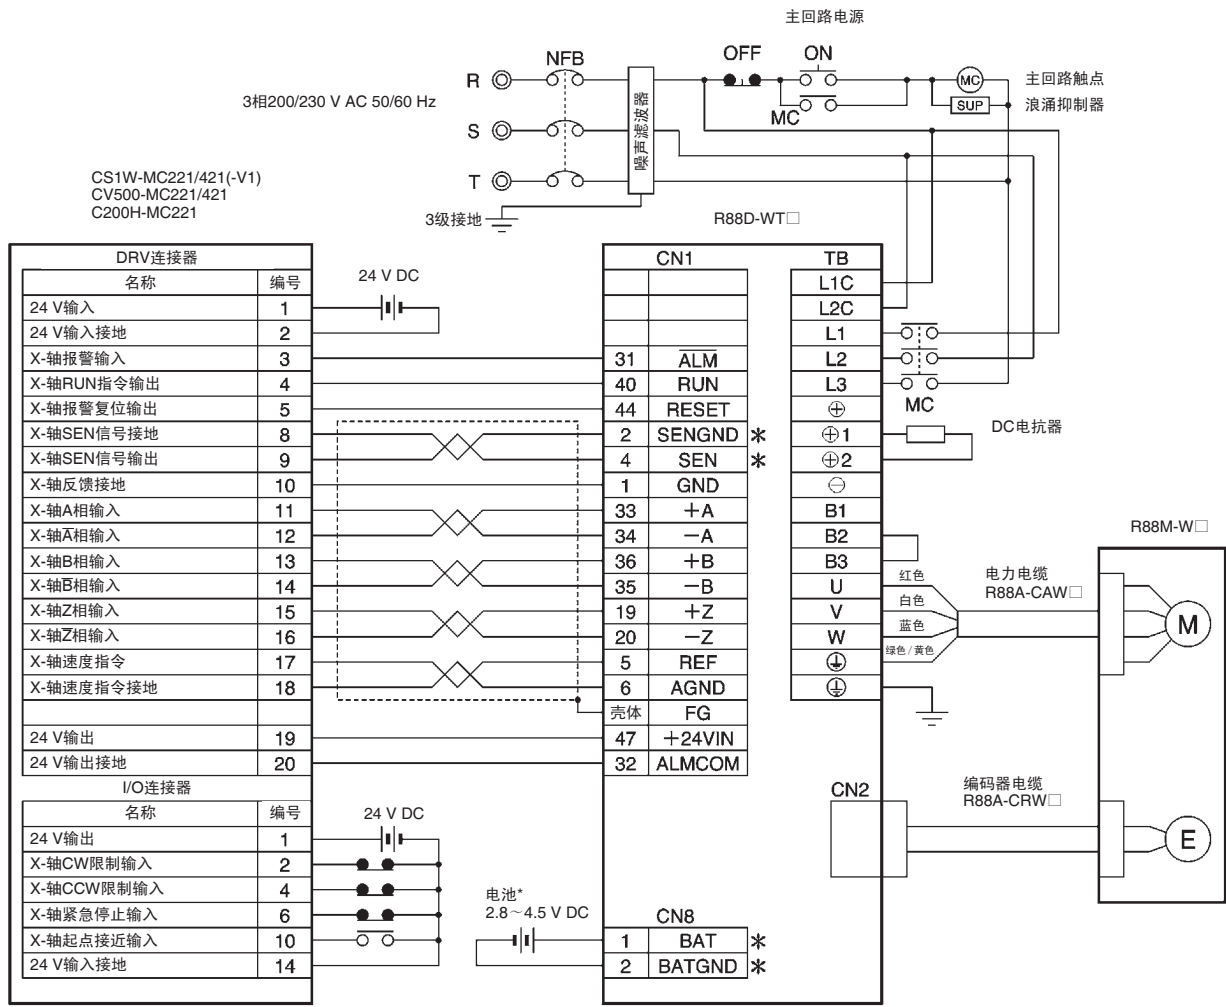 主回路电源
OFF ON
NFB
R
MC
主回路触点
3相200/230 V AC 50/60 Hz
SUP
浪涌抑制器
MC
S
噪声滤波器
T
CS1W-MC221/421(-V1)
CV500-MC221/421
C200H-MC221
3级接地
R88D-WT□
DRV连接器
名称 编号
24 V输入 1
24 V输入接地 2
X-轴报警输入 3
X-轴RUN指令输出 4
X-轴报警复位输出 5
X-轴SEN信号接地 8
X-轴SEN信号输出 9
X-轴反馈接地 10
X-轴A相输入 11
X-轴A̅相输入 12
X-轴B相输入 13
X-轴B̅相输入 14
X-轴Z相输入 15
X-轴Z̅相输入 16
X-轴速度指令 17
X-轴速度指令接地 18
24 V输出 19
24 V输出接地 20
I/O连接器
名称 编号
24 V输出 1
X-轴CW限制输入 2
X-轴CCW限制输入 4
X-轴紧急停止输入 6
X-轴起点接近输入 10
24 V输入接地 14
24 V DC
24 V DC
电池*
2.8～4.5 V DC
CN1
31 A̅L̅M̅
40 RUN
44 RESET
2 SENGND *
4 SEN *
1 GND
33 +A
34 −A
36 +B
35 −B
19 +Z
20 −Z
5 REF
6 AGND
壳体 FG
47 +24VIN
32 ALMCOM
CN8
1 BAT *
2 BATGND *
TB
L1C
L2C
L1
L2
L3
⊕
⊕1
⊕2
⊖
B1
B2
B3
U
V
W
MC
DC电抗器
红色
白色
蓝色
绿色/黄色
电力电缆
R88A-CAW□
R88M-W□
M
CN2
编码器电缆
R88A-CRW□
E